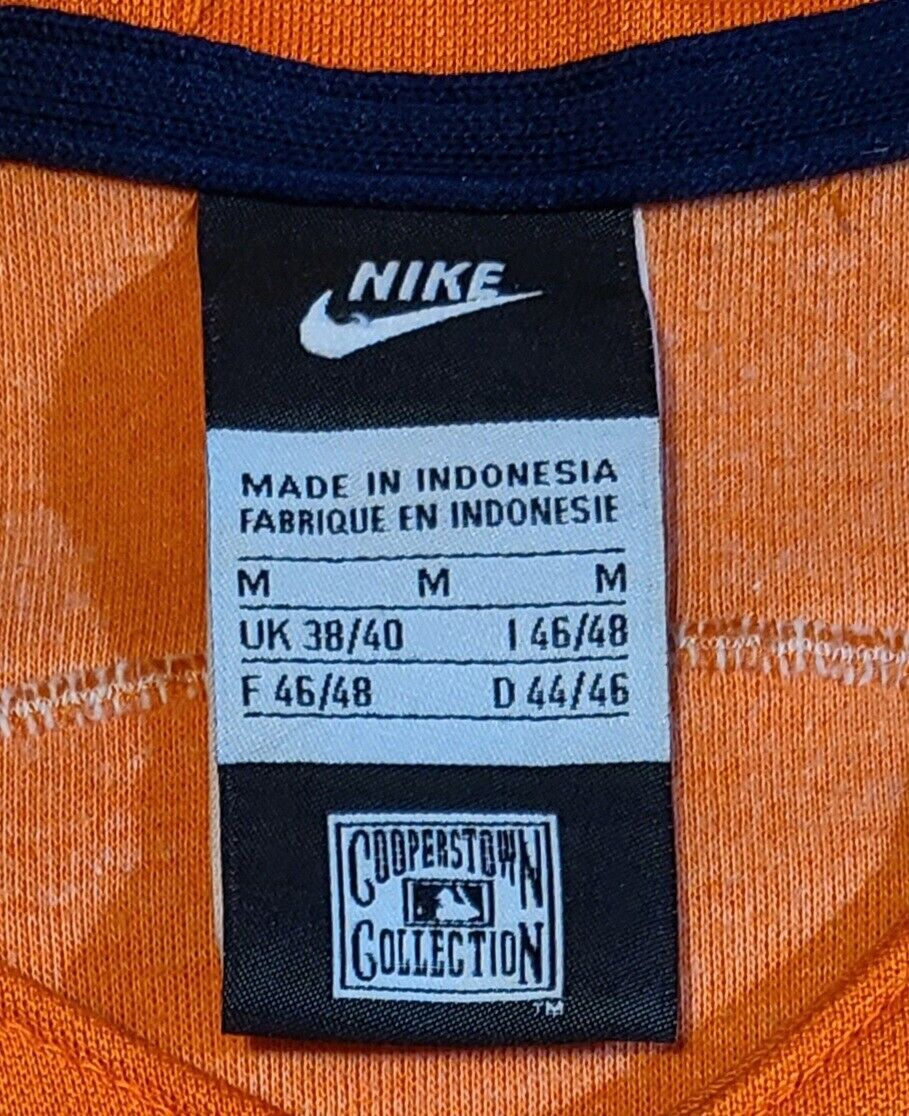 NIKE
MADE IN INDONESIA
FABRIQUE EN INDONESIE
M M M
UK 38/40 I 46/48
F 46/48 D 44/46
COOPERSTOWN
COLLECTION
TM